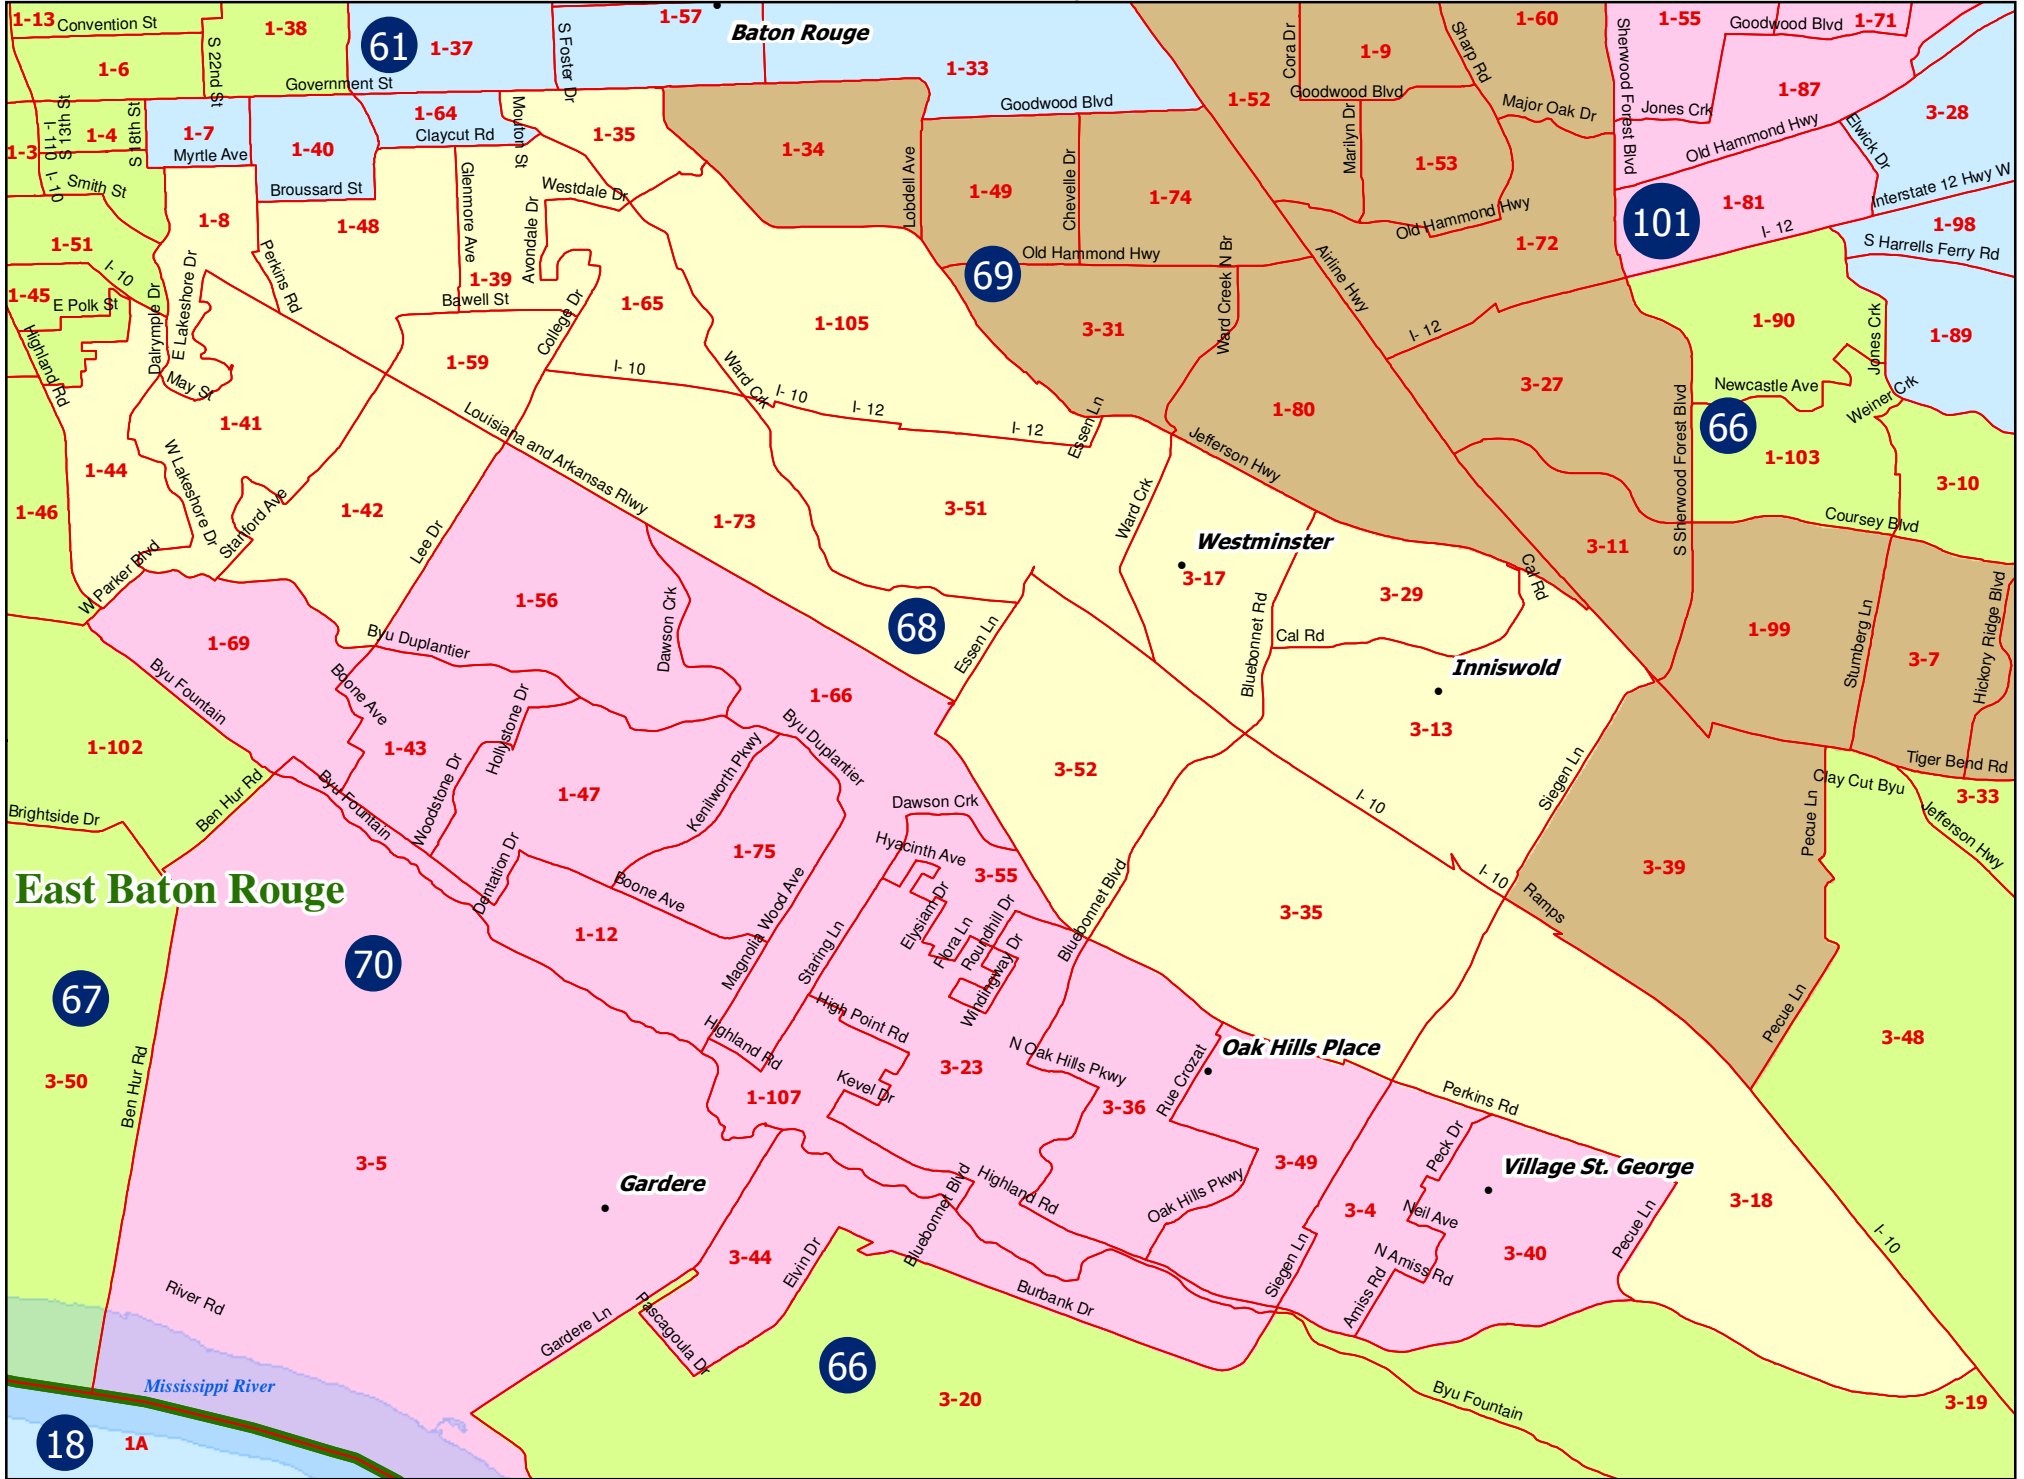 1-13
Convention St
1-38
61
1-37
S Foster Dr
1-57
Baton Rouge
1-33
Cora Dr
1-9
Sharp Rd
1-60
Sherwood Forest Blvd
1-55
Goodwood Blvd
1-71
1-6
S 22nd St
Government St
Goodwood Blvd
1-52
Goodwood Blvd
Major Oak Dr
Jones Crk
1-87
3-28
1-3
I- 110
S 13th St
1-4
S 18th St
1-7
Myrtle Ave
1-40
1-64
Claycut Rd
Mouton St
1-35
1-34
Marilyn Dr
1-53
Old Hammond Hwy
Elwick Dr
I- 10
Smith St
Broussard St
Glenmore Ave
Avondale Dr
Westdale Dr
Lobdell Ave
1-49
Chevelle Dr
1-74
Old Hammond Hwy
1-72
101
1-81
I- 12
Interstate 12 Hwy W
1-98
S Harrells Ferry Rd
1-51
I- 10
1-8
1-48
Perkins Rd
1-39
Bawell St
College Dr
1-65
1-105
69
Old Hammond Hwy
3-31
Ward Creek N Br
Airline Hwy
I- 12
1-90
Jones Crk
1-89
1-45
E Polk St
Highland Rd
Dalrymple Dr
E Lakeshore Dr
May St
1-41
1-59
I- 10
Ward Crk
I- 10
I- 12
I- 12
Essen Ln
1-80
3-27
Newcastle Ave
Weiner Crk
66
1-103
3-10
1-44
W Lakeshore Dr
Stanford Ave
1-42
Louisiana and Arkansas Rlwy
Lee Dr
1-73
3-51
Ward Crk
Jefferson Hwy
S Sherwood Forest Blvd
Coursey Blvd
1-46
W Parker Blvd
Westminster
3-17
Bluebonnet Rd
3-29
Cal Rd
Cal Rd
3-11
1-99
Stumberg Ln
3-7
Hickory Ridge Blvd
1-56
Dawson Crk
68
Essen Ln
Inniswold
3-13
1-69
Byu Duplantier
Byu Fountain
Boone Ave
1-66
Byu Duplantier
1-102
1-43
Hollystone Dr
Woodstone Dr
Kenilworth Pkwy
3-52
I- 10
Siegen Ln
Tiger Bend Rd
Clay Cut Byu
3-33
Jefferson Hwy
Brightside Dr
Ben Hur Rd
Byu Fountain
1-47
1-75
Dawson Crk
Hyacinth Ave
3-55
Pecue Ln
3-39
East Baton Rouge
Dentation Dr
Boone Ave
1-12
Magnolia Wood Ave
Staring Ln
Elysian Dr
Flora Ln
Roundhill Dr
Windingway Dr
Bluebonnet Blvd
3-35
I- 10
Ramps
67
70
High Point Rd
Highland Rd
3-23
N Oak Hills Pkwy
Oak Hills Place
Rue Crozat
Pecue Ln
3-48
3-50
Ben Hur Rd
1-107
Kevel Dr
3-36
Perkins Rd
3-5
Gardere
3-49
Peck Dr
Village St. George
3-18
Highland Rd
Oak Hills Pkwy
3-4
Neil Ave
Pecue Ln
I- 10
3-44
Elvin Dr
Bluebonnet Blvd
Siegen Ln
N Amiss Rd
3-40
Amiss Rd
River Rd
Gardere Ln
Pascagoula Dr
Burbank Dr
66
Mississippi River
3-20
Byu Fountain
3-19
18
1A